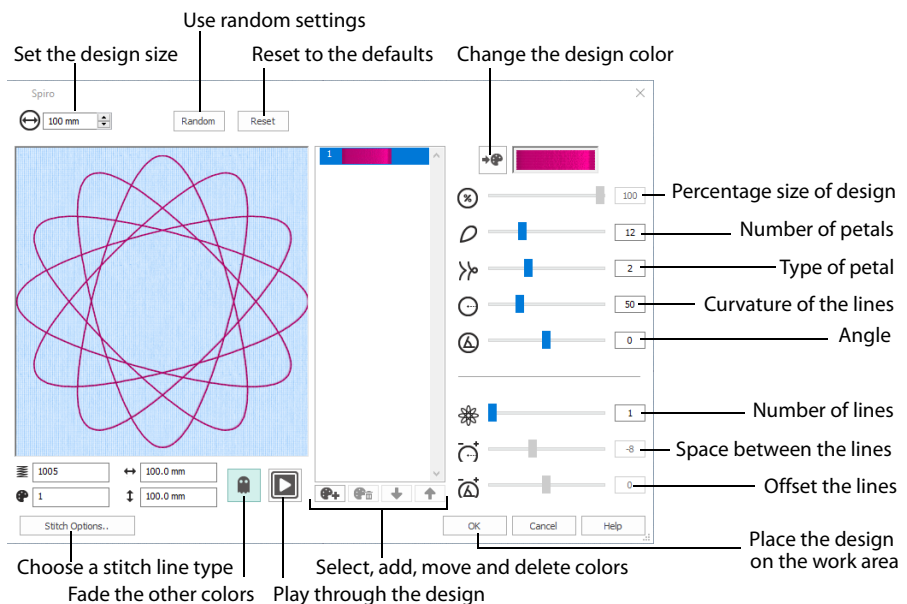 Use random settings
Set the design size
Reset to the defaults
Change the design color
Spiro
100 mm
Random
Reset
1
100
Percentage size of design
12
Number of petals
2
Type of petal
50
Curvature of the lines
0
Angle
1
Number of lines
-8
Space between the lines
0
Offset the lines
1005
100.0 mm
1
100.0 mm
Stitch Options..
OK
Cancel
Help
Place the design
on the work area
Choose a stitch line type
Select, add, move and delete colors
Fade the other colors
Play through the design